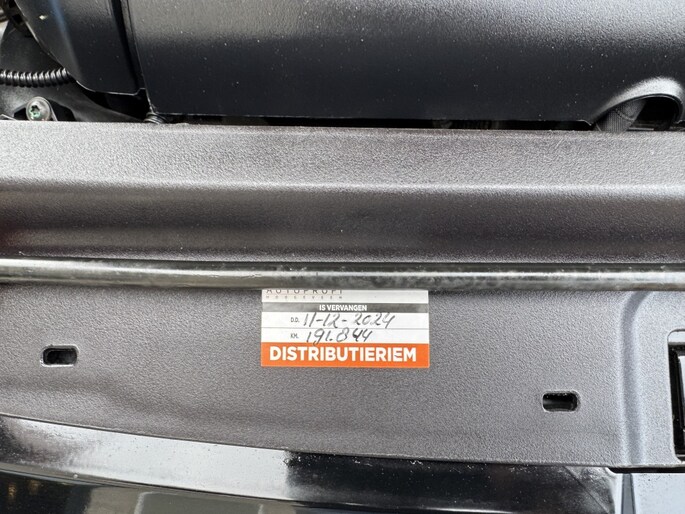 AUTOPROFI
IS VERVANGEN
D.D. 11-12-2024
KM. 191.844
DISTRIBUTIERIEM